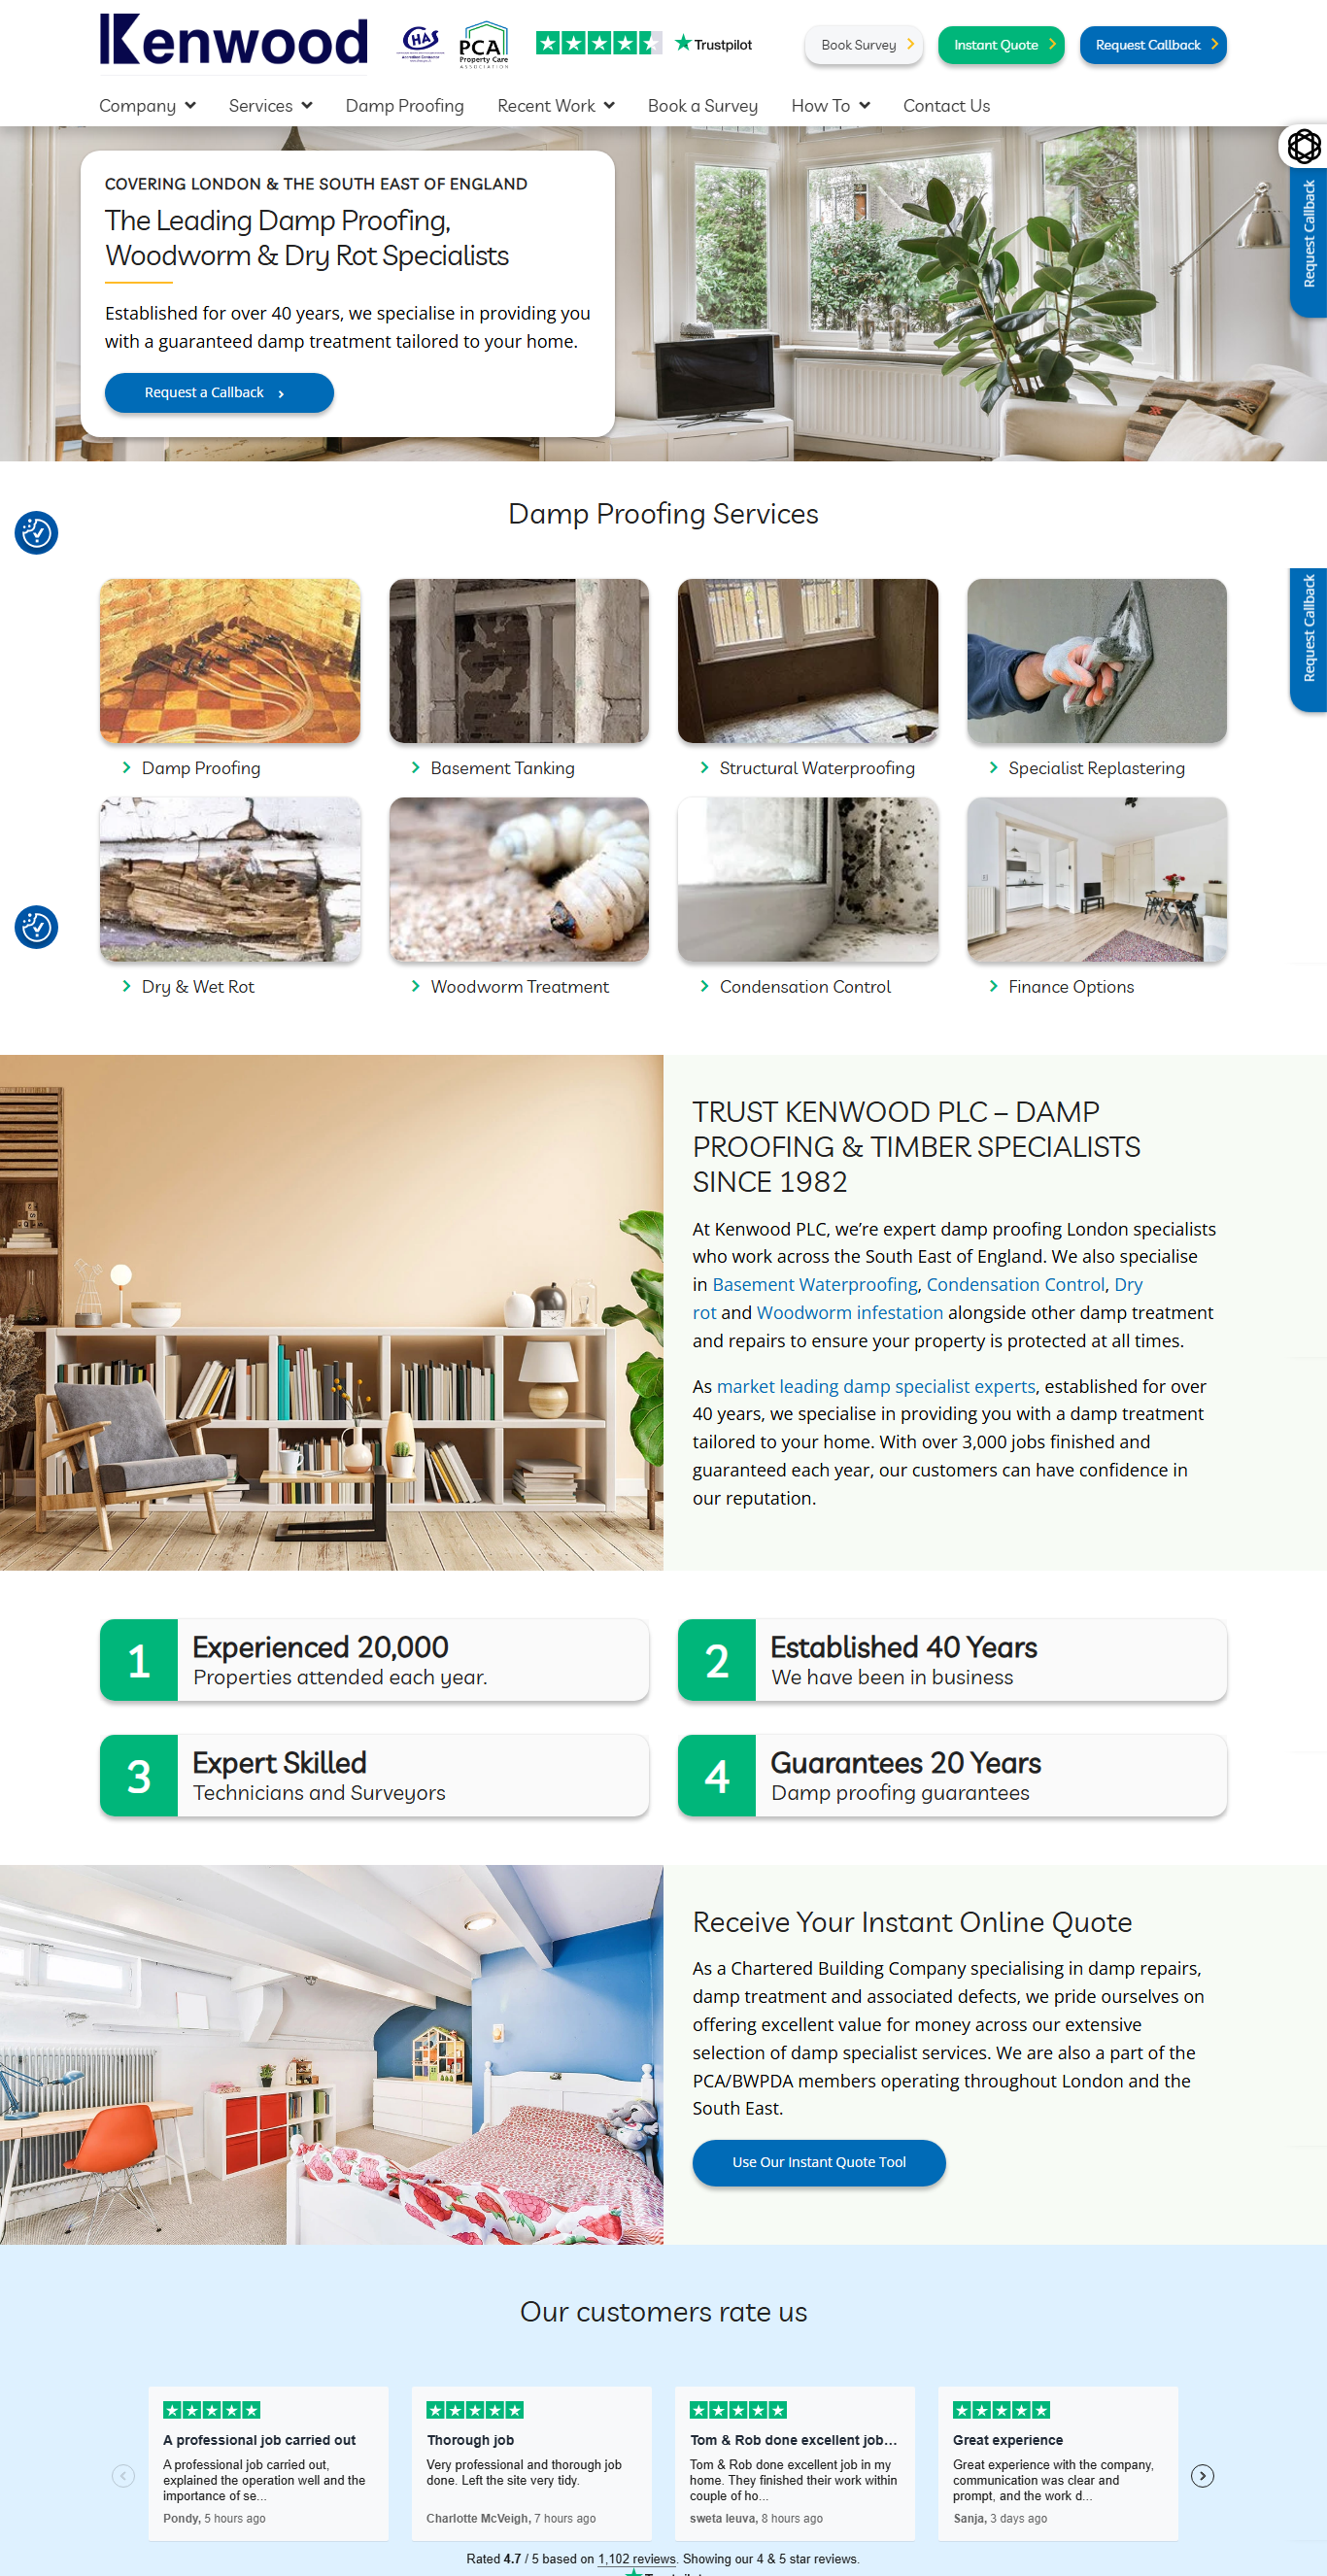 Kenwood
CHAS
PCA
Property Care
ASSOCIATION
Trustpilot
Book Survey
Instant Quote
Request Callback
Company
Services
Damp Proofing
Recent Work
Book a Survey
How To
Contact Us
Request Callback
COVERING LONDON & THE SOUTH EAST OF ENGLAND
The Leading Damp Proofing,
Woodworm & Dry Rot Specialists
Established for over 40 years, we specialise in providing you
with a guaranteed damp treatment tailored to your home.
Request a Callback
Damp Proofing Services
Request Callback
Damp Proofing
Basement Tanking
Structural Waterproofing
Specialist Replastering
Dry & Wet Rot
Woodworm Treatment
Condensation Control
Finance Options
TRUST KENWOOD PLC – DAMP
PROOFING & TIMBER SPECIALISTS
SINCE 1982
At Kenwood PLC, we're expert damp proofing London specialists
who work across the South East of England. We also specialise
in Basement Waterproofing, Condensation Control, Dry
rot and Woodworm infestation alongside other damp treatment
and repairs to ensure your property is protected at all times.
As market leading damp specialist experts, established for over
40 years, we specialise in providing you with a damp treatment
tailored to your home. With over 3,000 jobs finished and
guaranteed each year, our customers can have confidence in
our reputation.
1
Experienced 20,000
Properties attended each year.
2
Established 40 Years
We have been in business
3
Expert Skilled
Technicians and Surveyors
4
Guarantees 20 Years
Damp proofing guarantees
Receive Your Instant Online Quote
As a Chartered Building Company specialising in damp repairs,
damp treatment and associated defects, we pride ourselves on
offering excellent value for money across our extensive
selection of damp specialist services. We are also a part of the
PCA/BWPDA members operating throughout London and the
South East.
Use Our Instant Quote Tool
Our customers rate us
A professional job carried out
A professional job carried out,
explained the operation well and the
importance of se...
Pondy, 5 hours ago
Thorough job
Very professional and thorough job
done. Left the site very tidy.
Charlotte McVeigh, 7 hours ago
Tom & Rob done excellent job...
Tom & Rob done excellent job in my
home. They finished their work within
couple of ho...
sweta leuva, 8 hours ago
Great experience
Great experience with the company,
communication was clear and
prompt, and the work d...
Sanja, 3 days ago
Rated 4.7 / 5 based on 1,102 reviews. Showing our 4 & 5 star reviews.